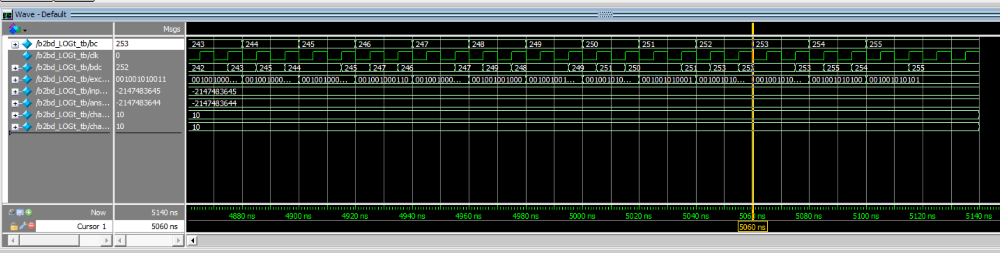 Wave - Default
Msgs
/b2bd_LOGt_tb/bc 253 243 244 245 246 247 248 249 250 251 252 253 254 255
/b2bd_LOGt_tb/clk 0
/b2bd_LOGt_tb/bdc 252 242 243 245 244 245 247 246 247 249 248 249 251 250 251 253 252 253 255 254 255
/b2bd_LOGt_tb/exc... 001001010011 001001000... 001001000... 001001000... 001001000110 001001000... 001001001000 001001001... 001001010... 001001010001 001001010... 001001010... 001001010100 001001010101
/b2bd_LOGt_tb/inp... -2147483645 -2147483645
/b2bd_LOGt_tb/ans... -2147483644 -2147483644
/b2bd_LOGt_tb/cha... 10 10
/b2bd_LOGt_tb/cha... 10 10
Now 5140 ns 4880 ns 4900 ns 4920 ns 4940 ns 4960 ns 4980 ns 5000 ns 5020 ns 5040 ns 5060 ns 5080 ns 5100 ns 5120 ns 5140 ns
Cursor 1 5060 ns 5060 ns